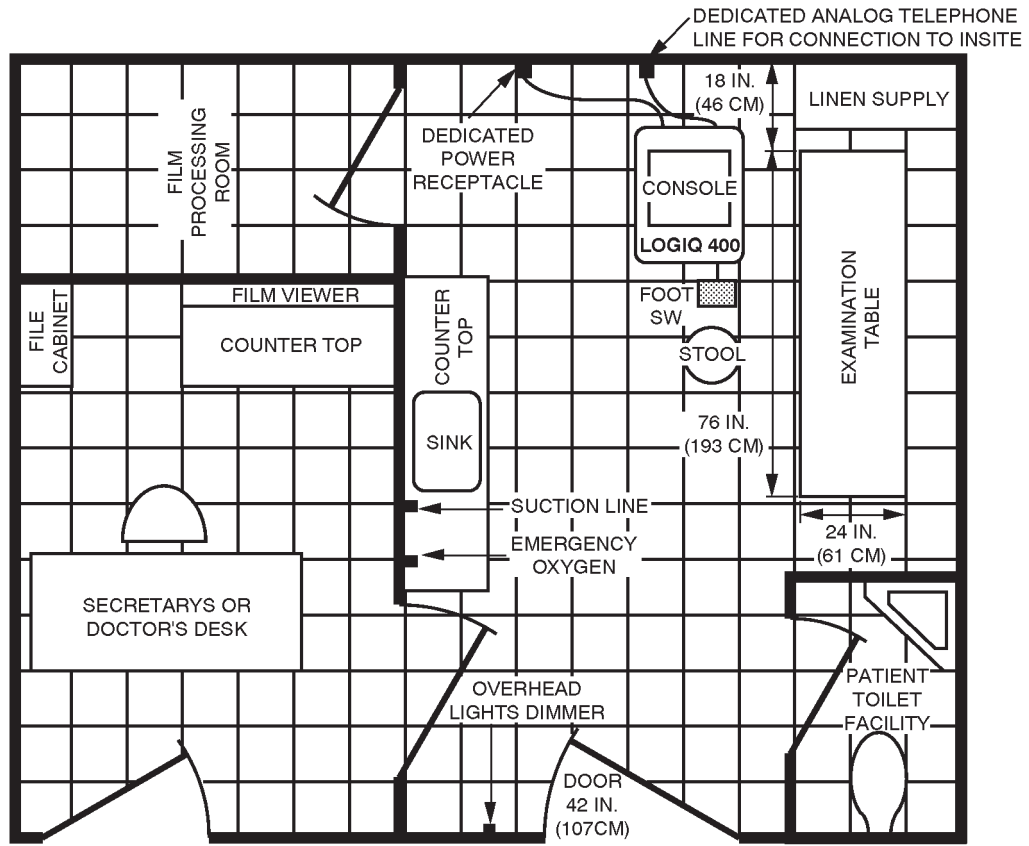 DEDICATED ANALOG TELEPHONE
LINE FOR CONNECTION TO INSITE
18 IN.
(46 CM)
LINEN SUPPLY
FILM
PROCESSING
ROOM
DEDICATED
POWER
RECEPTACLE
CONSOLE
LOGIQ 400
FOOT
SW
STOOL
EXAMINATION
TABLE
FILE
CABINET
FILM VIEWER
COUNTER TOP
COUNTER
TOP
SINK
76 IN.
(193 CM)
SUCTION LINE
EMERGENCY
OXYGEN
24 IN.
(61 CM)
SECRETARYS OR
DOCTOR'S DESK
OVERHEAD
LIGHTS DIMMER
PATIENT
TOILET
FACILITY
DOOR
42 IN.
(107CM)